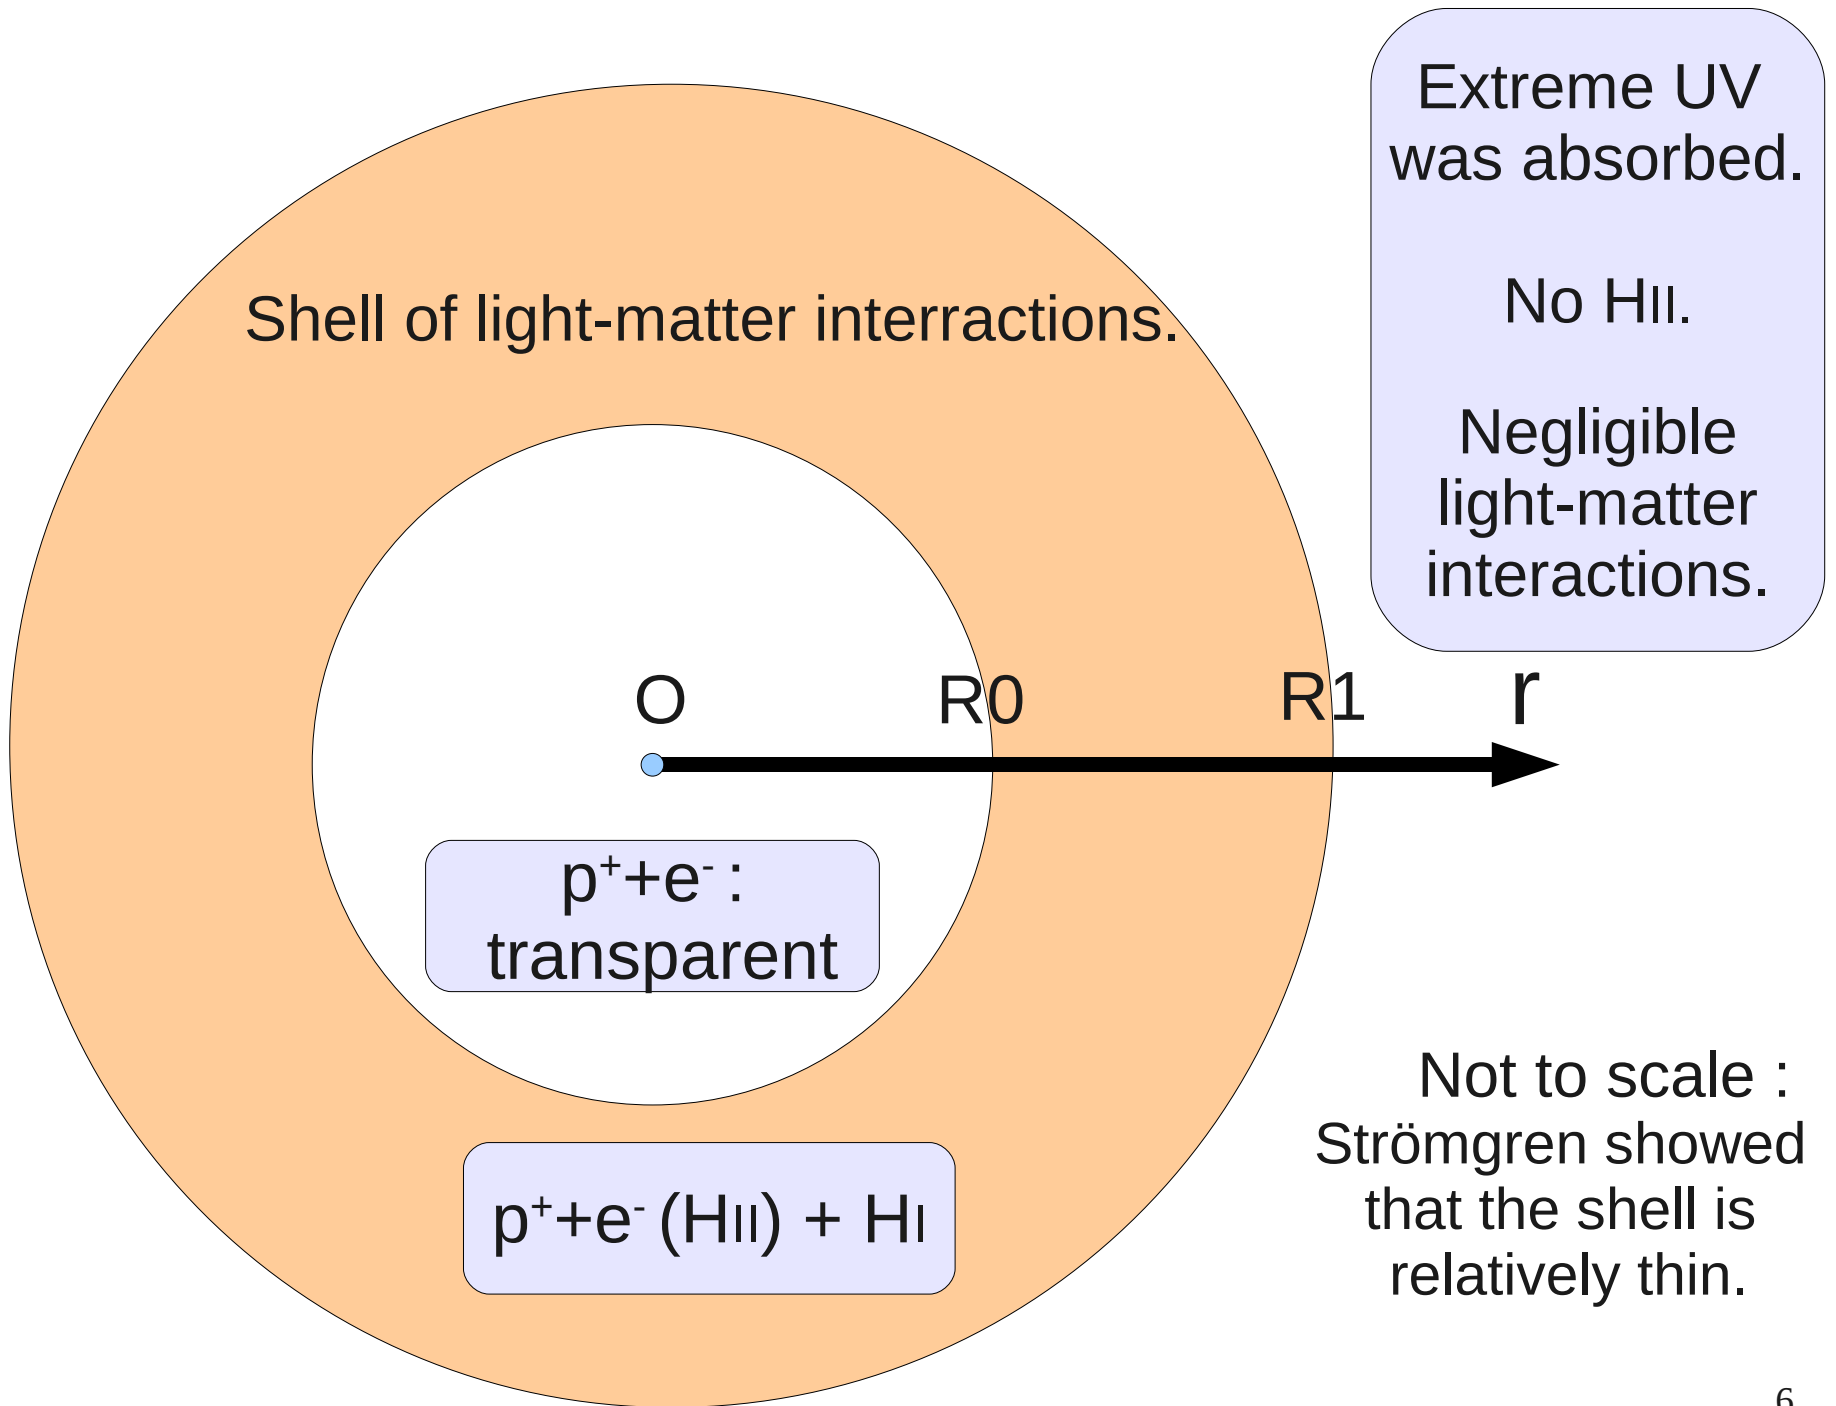 Extreme UV
was absorbed.
No HII.
Negligible
light-matter
interactions.
Shell of light-matter interractions.
O R0 R1 r
p⁺+e⁻ :
transparent
p⁺+e⁻ (HII) + HI
Not to scale :
Strömgren showed
that the shell is
relatively thin.
6